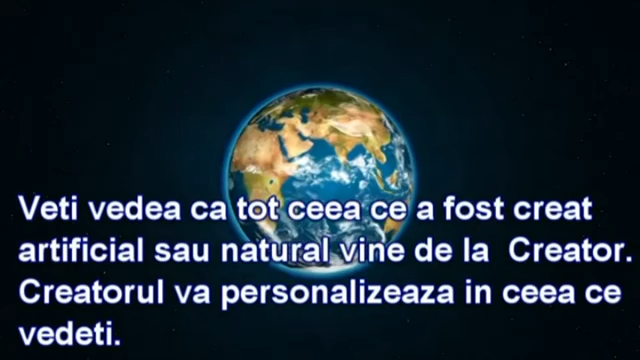 Veti vedea ca tot ceea ce a fost creat
artificial sau natural vine de la  Creator.
Creatorul va personalizeaza in ceea ce
vedeti.